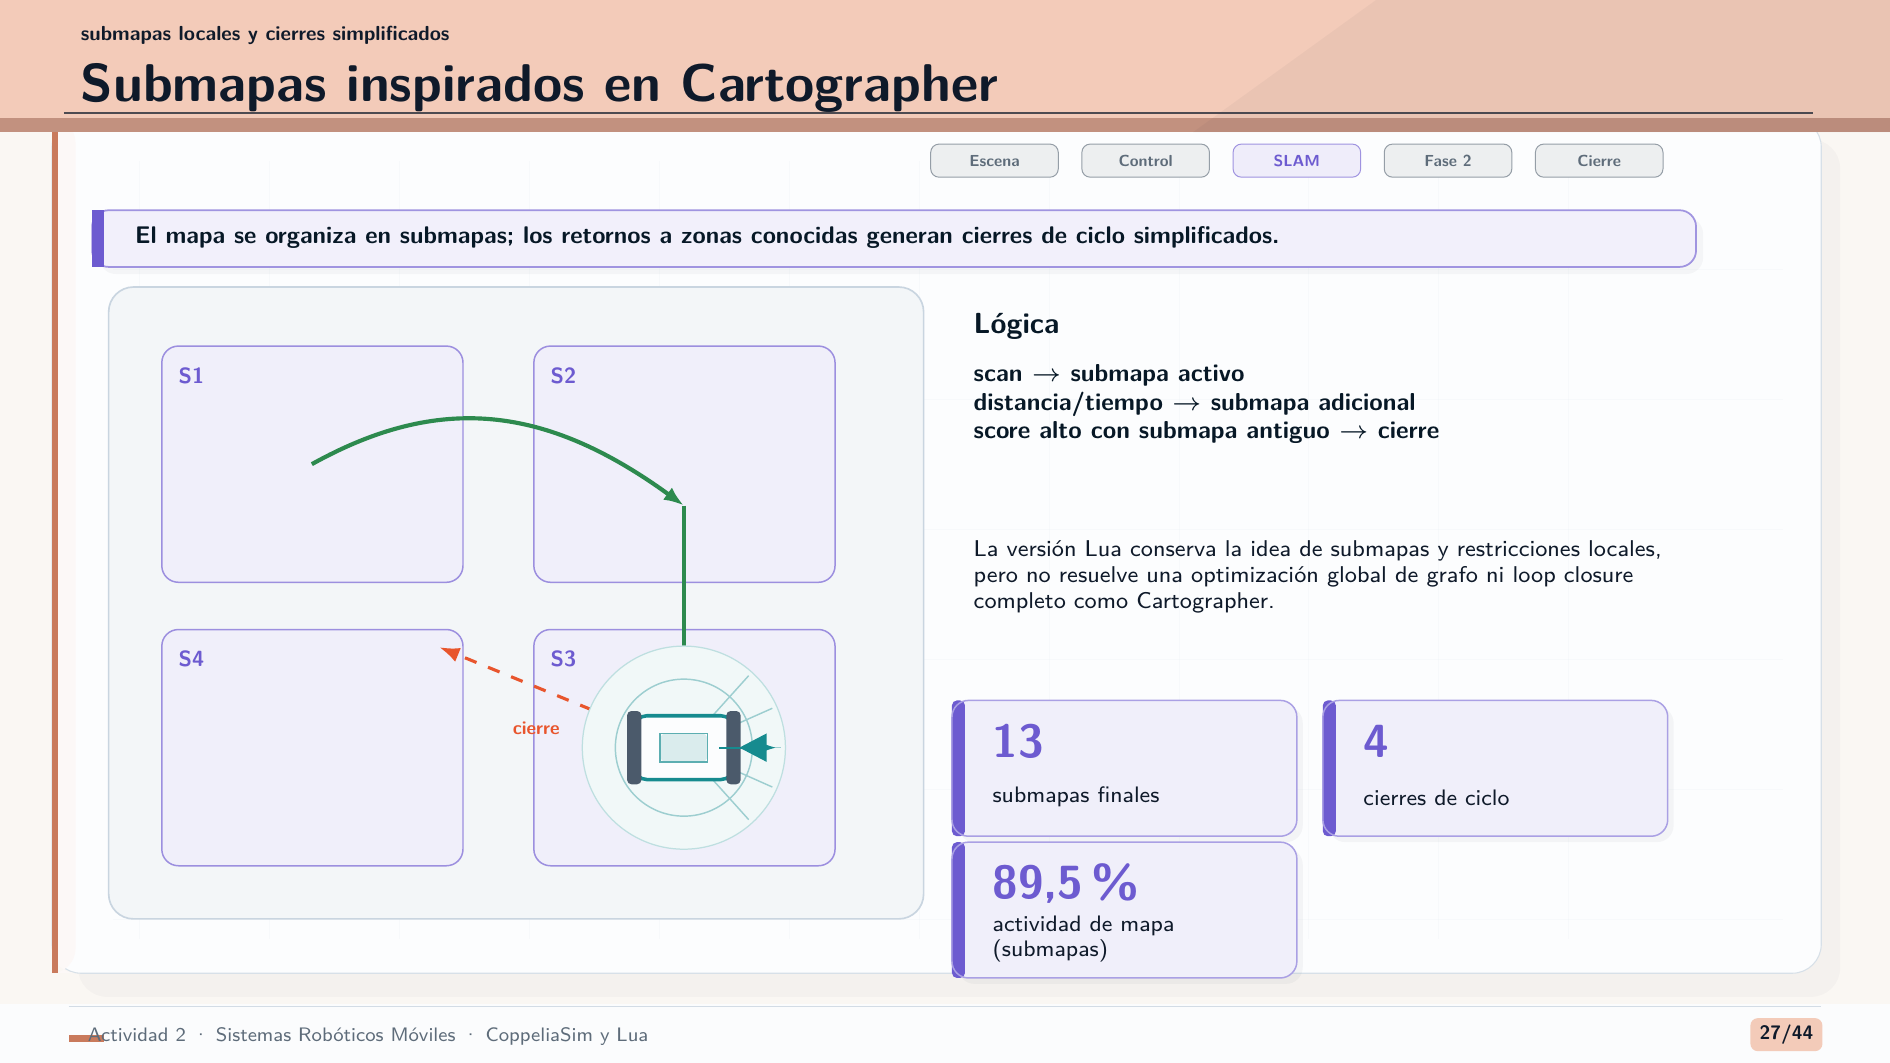 submapas locales y cierres simplificados
Submapas inspirados en Cartographer
Escena
Control
SLAM
Fase 2
Cierre
El mapa se organiza en submapas; los retornos a zonas conocidas generan cierres de ciclo simplificados.
S1
S2
S4
S3
cierre
Lógica
scan → submapa activo
distancia/tiempo → submapa adicional
score alto con submapa antiguo → cierre
La versión Lua conserva la idea de submapas y restricciones locales,
pero no resuelve una optimización global de grafo ni loop closure
completo como Cartographer.
13
submapas finales
4
cierres de ciclo
89,5 %
actividad de mapa
(submapas)
Actividad 2 · Sistemas Robóticos Móviles · CoppeliaSim y Lua
27/44